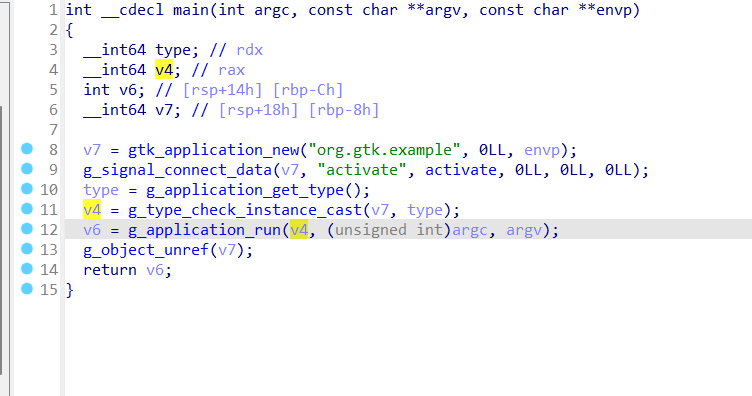 1 int __cdecl main(int argc, const char **argv, const char **envp)
2 {
3 __int64 type; // rdx
4 __int64 v4; // rax
5 int v6; // [rsp+14h] [rbp-Ch]
6 __int64 v7; // [rsp+18h] [rbp-8h]
7
8 v7 = gtk_application_new("org.gtk.example", 0LL, envp);
9 g_signal_connect_data(v7, "activate", activate, 0LL, 0LL, 0LL);
10 type = g_application_get_type();
11 v4 = g_type_check_instance_cast(v7, type);
12 v6 = g_application_run(v4, (unsigned int)argc, argv);
13 g_object_unref(v7);
14 return v6;
15 }